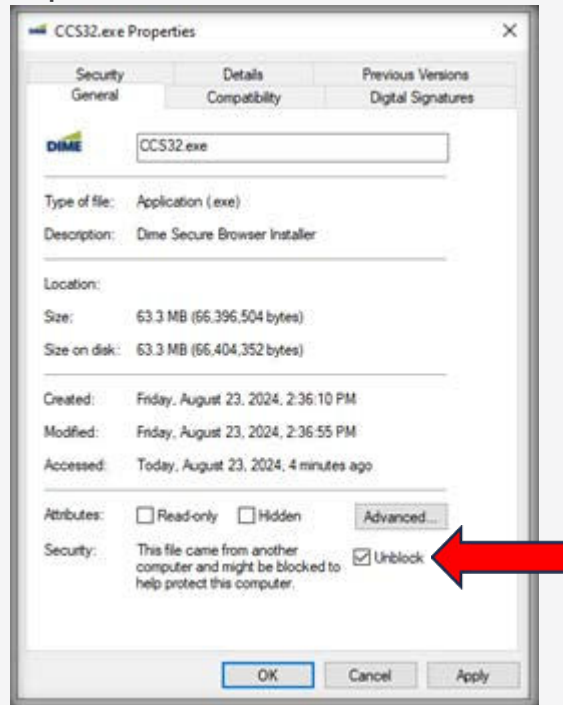 CCS32.exe Properties
Security Details Previous Versions
General Compatibility Digital Signatures
DIME CCS32.exe
Type of file: Application (.exe)
Description: Dime Secure Browser Installer
Location:
Size: 63.3 MB (66,396,504 bytes)
Size on disk: 63.3 MB (66,404,352 bytes)
Created: Friday, August 23, 2024, 2:36:10 PM
Modified: Friday, August 23, 2024, 2:36:55 PM
Accessed: Today, August 23, 2024, 4 minutes ago
Attributes: Read-only Hidden Advanced...
Security: This file came from another
computer and might be blocked to
help protect this computer.
Unblock
OK Cancel Apply